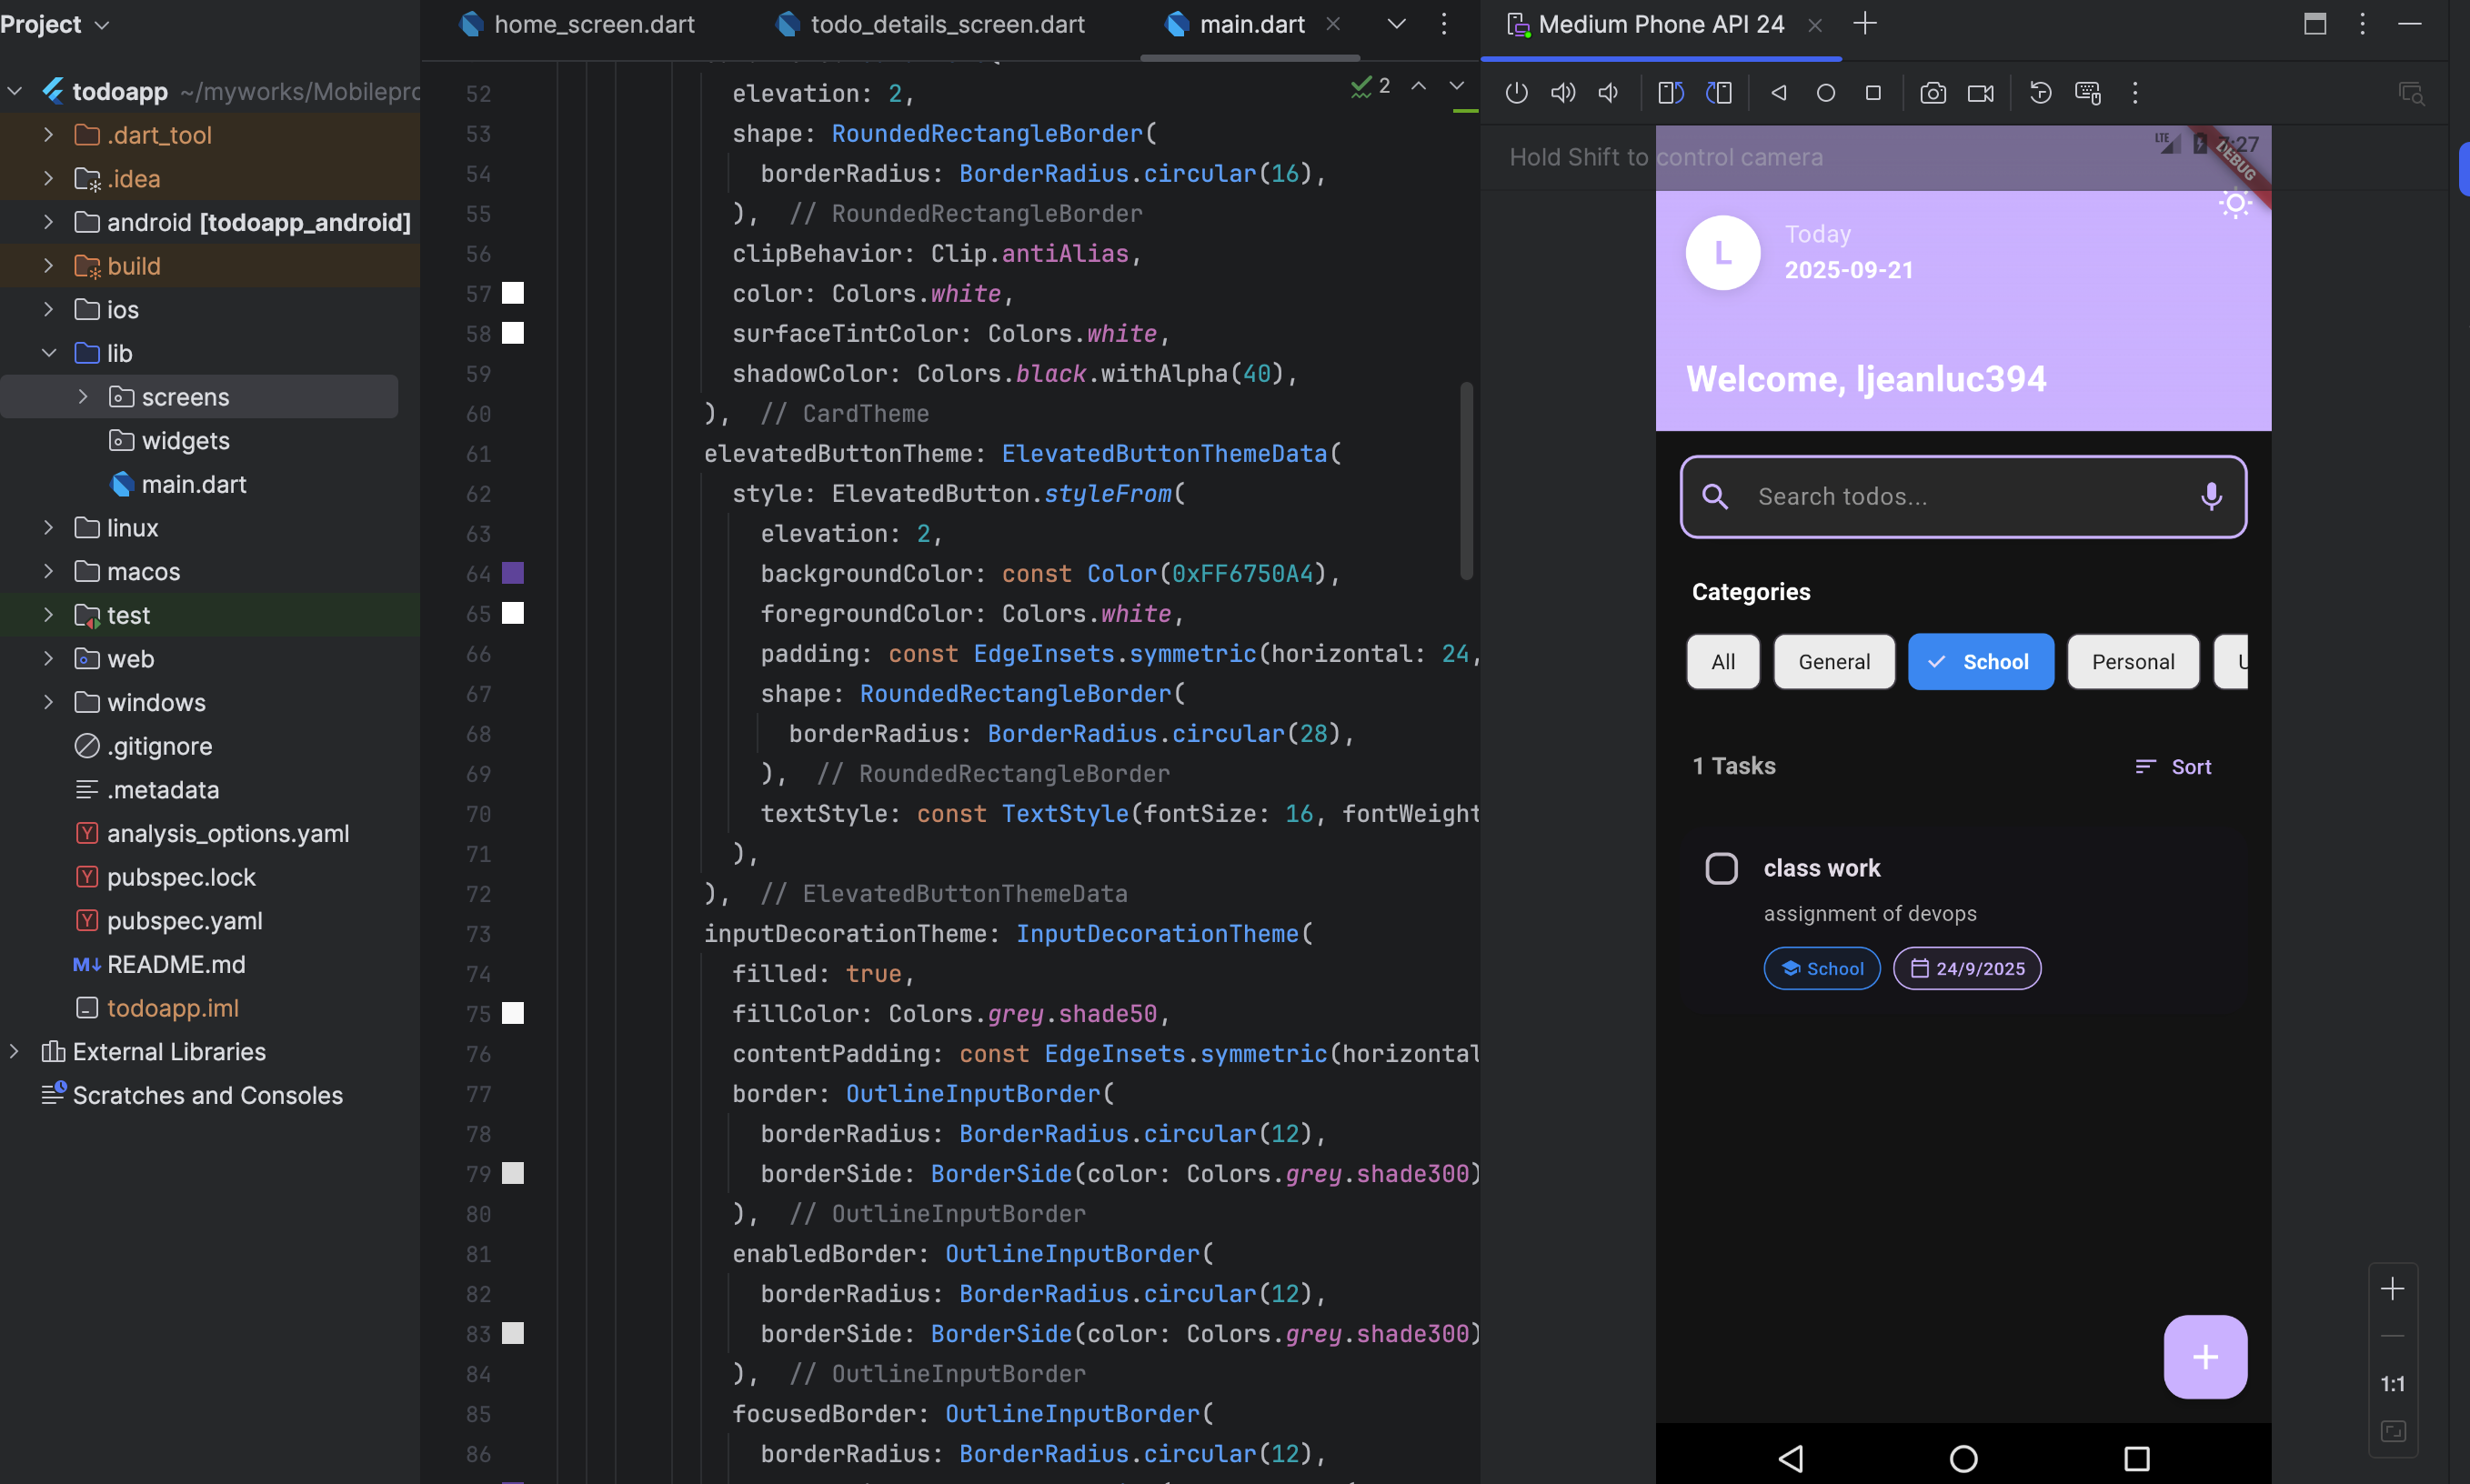 Project
todoapp ~/myworks/Mobilepro
.dart_tool
.idea
android [todoapp_android]
build
ios
lib
screens
widgets
main.dart
linux
macos
test
web
windows
.gitignore
.metadata
analysis_options.yaml
pubspec.lock
pubspec.yaml
README.md
todoapp.iml
External Libraries
Scratches and Consoles
home_screen.dart
todo_details_screen.dart
main.dart
2
52 elevation: 2,
53 shape: RoundedRectangleBorder(
54 borderRadius: BorderRadius.circular(16),
55 ), // RoundedRectangleBorder
56 clipBehavior: Clip.antiAlias,
57 color: Colors.white,
58 surfaceTintColor: Colors.white,
59 shadowColor: Colors.black.withAlpha(40),
60 ), // CardTheme
61 elevatedButtonTheme: ElevatedButtonThemeData(
62 style: ElevatedButton.styleFrom(
63 elevation: 2,
64 backgroundColor: const Color(0xFF6750A4),
65 foregroundColor: Colors.white,
66 padding: const EdgeInsets.symmetric(horizontal: 24,
67 shape: RoundedRectangleBorder(
68 borderRadius: BorderRadius.circular(28),
69 ), // RoundedRectangleBorder
70 textStyle: const TextStyle(fontSize: 16, fontWeight
71 ),
72 ), // ElevatedButtonThemeData
73 inputDecorationTheme: InputDecorationTheme(
74 filled: true,
75 fillColor: Colors.grey.shade50,
76 contentPadding: const EdgeInsets.symmetric(horizontal
77 border: OutlineInputBorder(
78 borderRadius: BorderRadius.circular(12),
79 borderSide: BorderSide(color: Colors.grey.shade300)
80 ), // OutlineInputBorder
81 enabledBorder: OutlineInputBorder(
82 borderRadius: BorderRadius.circular(12),
83 borderSide: BorderSide(color: Colors.grey.shade300)
84 ), // OutlineInputBorder
85 focusedBorder: OutlineInputBorder(
86 borderRadius: BorderRadius.circular(12),
Medium Phone API 24
Hold Shift to control camera
LTE
:27
DEBUG
L
Today
2025-09-21
Welcome, ljeanluc394
Search todos...
Categories
All
General
School
Personal
1 Tasks
Sort
class work
assignment of devops
School
24/9/2025
1:1